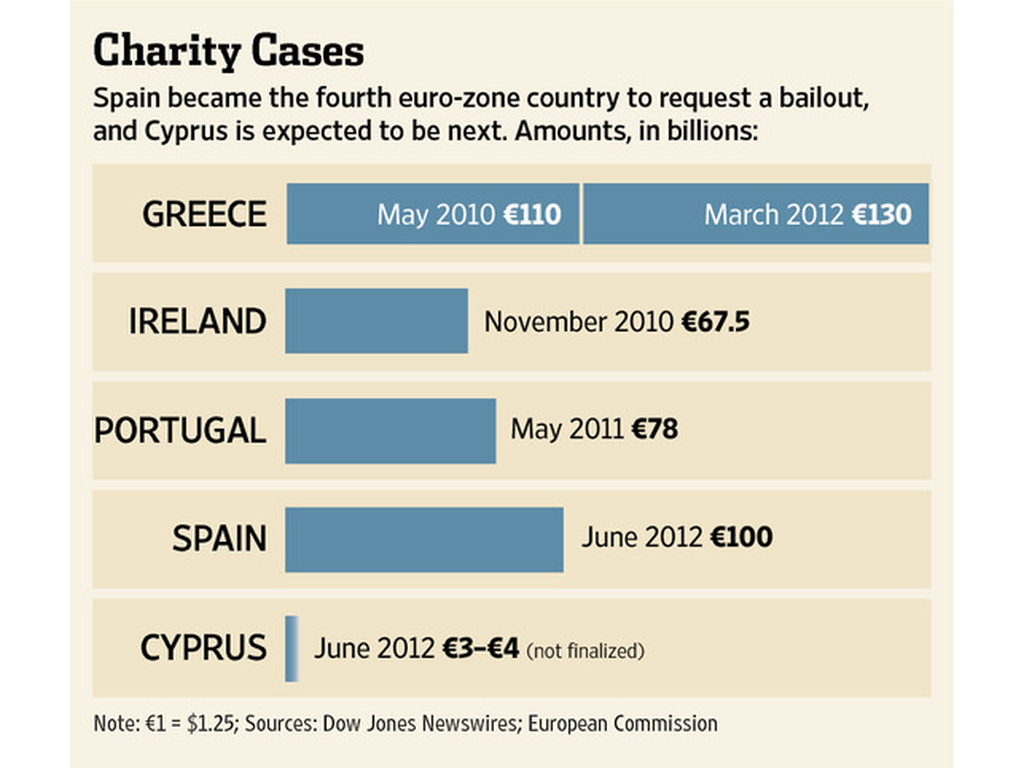 Charity Cases
Spain became the fourth euro-zone country to request a bailout,
and Cyprus is expected to be next. Amounts, in billions:
GREECE May 2010 €110 March 2012 €130
IRELAND November 2010 €67.5
PORTUGAL May 2011 €78
SPAIN June 2012 €100
CYPRUS June 2012 €3–€4 (not finalized)
Note: €1 = $1.25; Sources: Dow Jones Newswires; European Commission